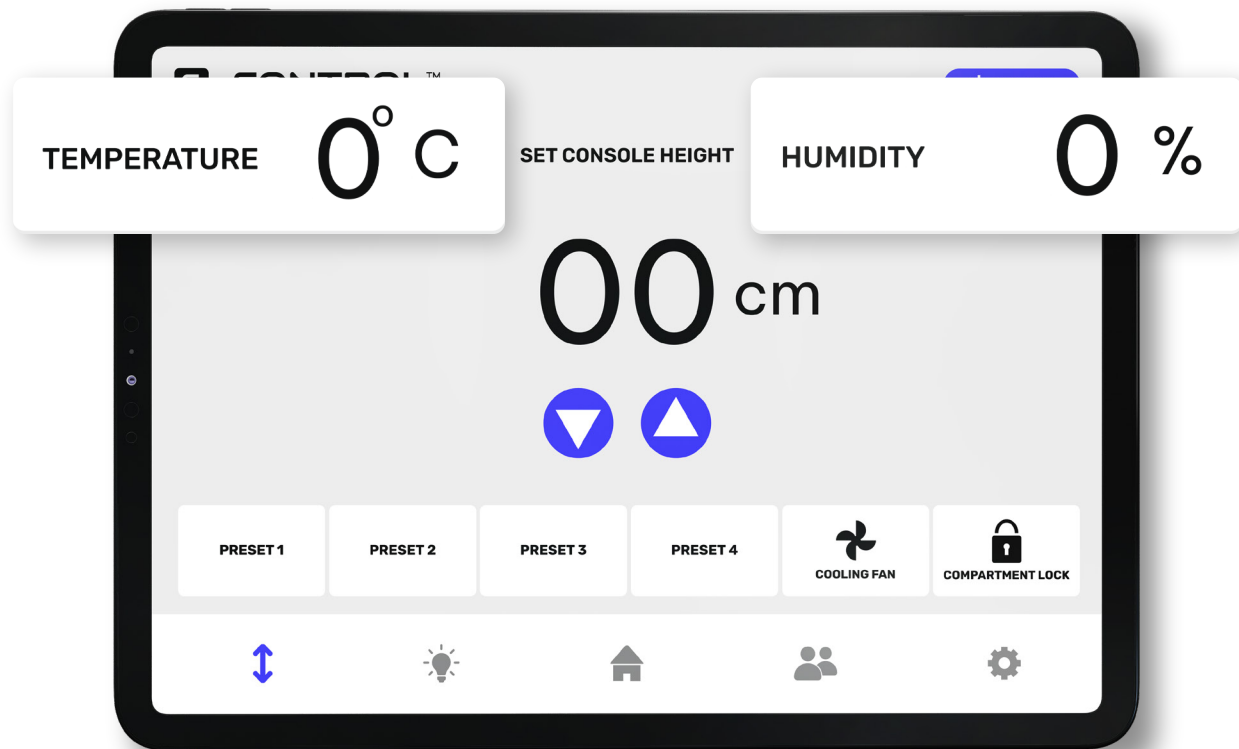 CONTROL™
TEMPERATURE 0° C
SET CONSOLE HEIGHT
HUMIDITY 0 %
00 cm
PRESET 1
PRESET 2
PRESET 3
PRESET 4
COOLING FAN
COMPARTMENT LOCK